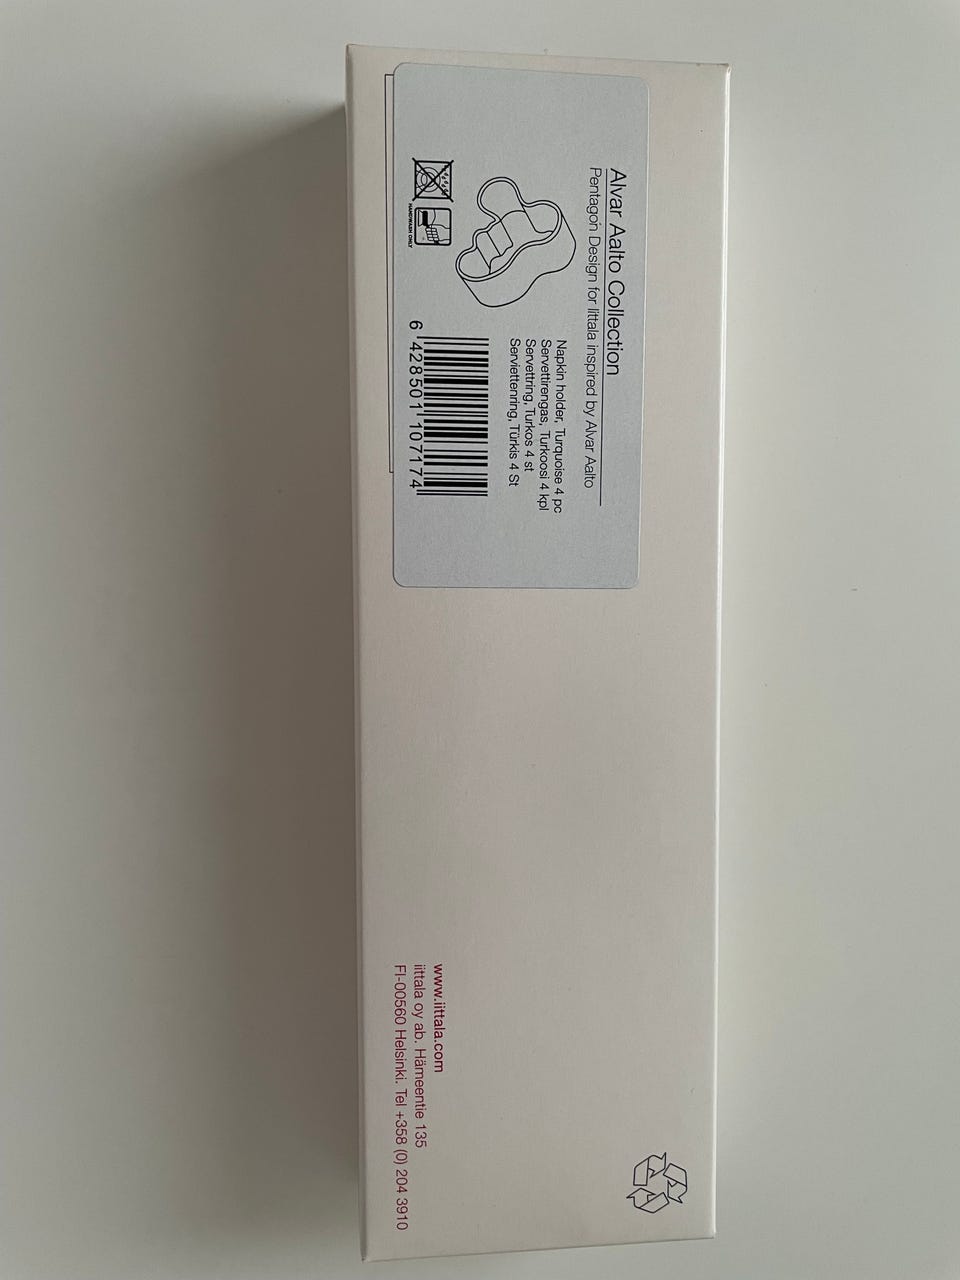 Alvar Aalto Collection
Pentagon Design for Iittala inspired by Alvar Aalto
Napkin holder, Turquoise 4 pc
Servettirengas, Turkoosi 4 kpl
Servettring, Turkos 4 st
Serviettenring, Türkis 4 St
HANDWASH ONLY
6 428501 107174
www.iittala.com
iittala oy ab. Hämeentie 135
FI-00560 Helsinki. Tel +358 (0) 204 3910